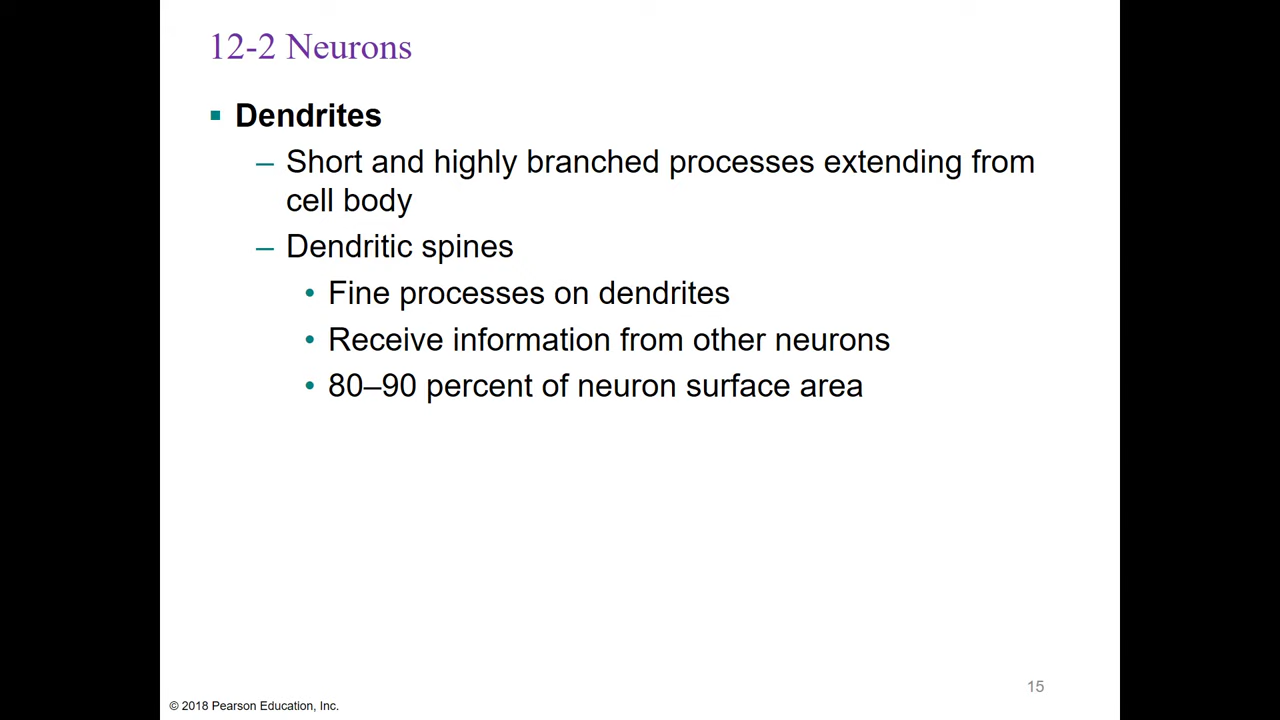 12-2 Neurons
▪ Dendrites
– Short and highly branched processes extending from
cell body
– Dendritic spines
• Fine processes on dendrites
• Receive information from other neurons
• 80–90 percent of neuron surface area
15
© 2018 Pearson Education, Inc.